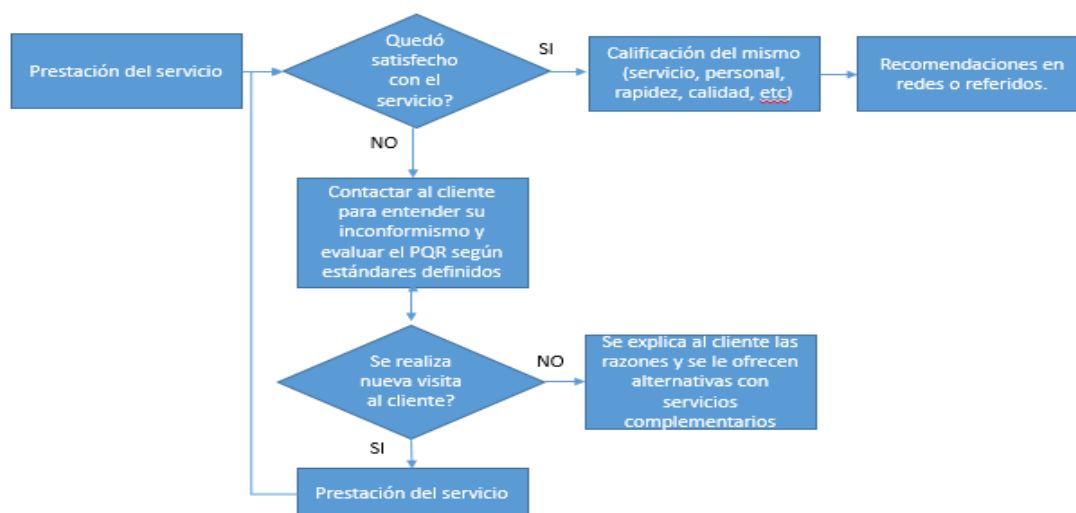 Prestación del servicio
Quedó
satisfecho
con el
servicio?
SI
Calificación del mismo
(servicio, personal,
rapidez, calidad, etc)
Recomendaciones en
redes o referidos.
NO
Contactar al cliente
para entender su
inconformismo y
evaluar el PQR según
estándares definidos
Se realiza
nueva visita
al cliente?
NO
Se explica al cliente las
razones y se le ofrecen
alternativas con
servicios
complementarios
SI
Prestación del servicio